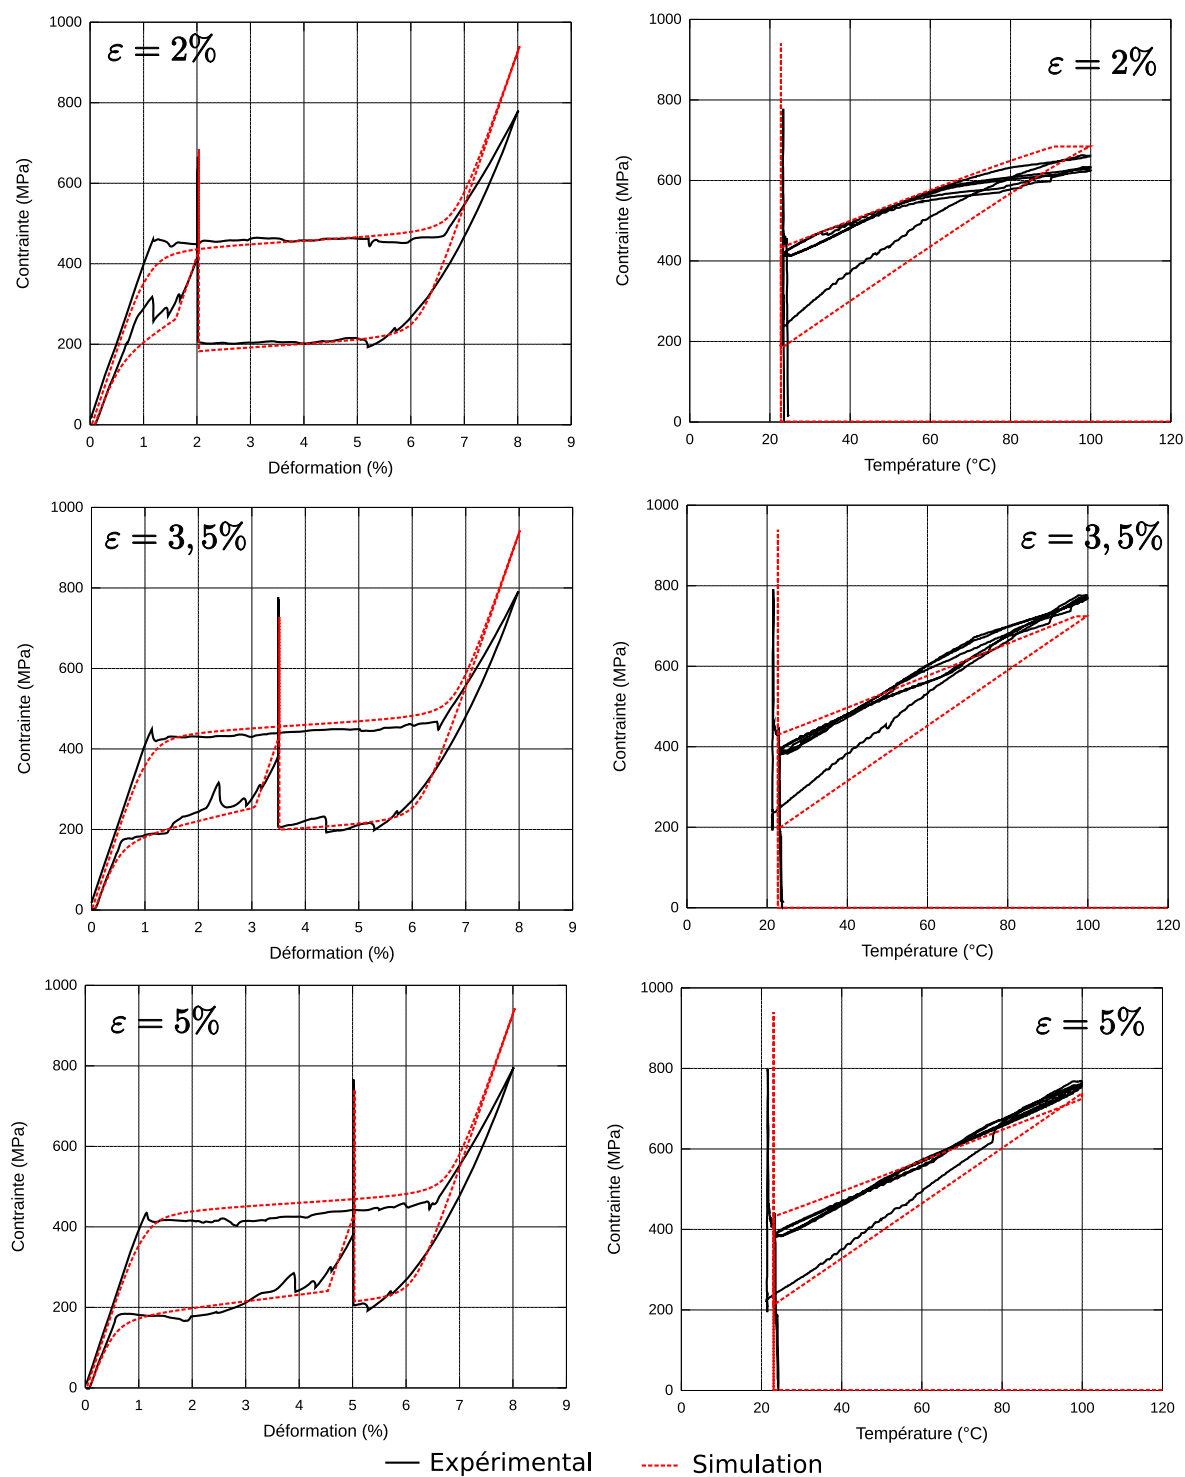 ε = 2%
Contrainte (MPa)
1000
800
600
400
200
0
0 1 2 3 4 5 6 7 8 9
Déformation (%)
ε = 2%
Contrainte (MPa)
1000
800
600
400
200
0
0 20 40 60 80 100 120
Température (°C)
ε = 3, 5%
Contrainte (MPa)
1000
800
600
400
200
0
0 1 2 3 4 5 6 7 8 9
Déformation (%)
ε = 3, 5%
Contrainte (MPa)
1000
800
600
400
200
0
0 20 40 60 80 100 120
Température (°C)
ε = 5%
Contrainte (MPa)
1000
800
600
400
200
0
0 1 2 3 4 5 6 7 8 9
Déformation (%)
ε = 5%
Contrainte (MPa)
1000
800
600
400
200
0
0 20 40 60 80 100 120
Température (°C)
Expérimental Simulation